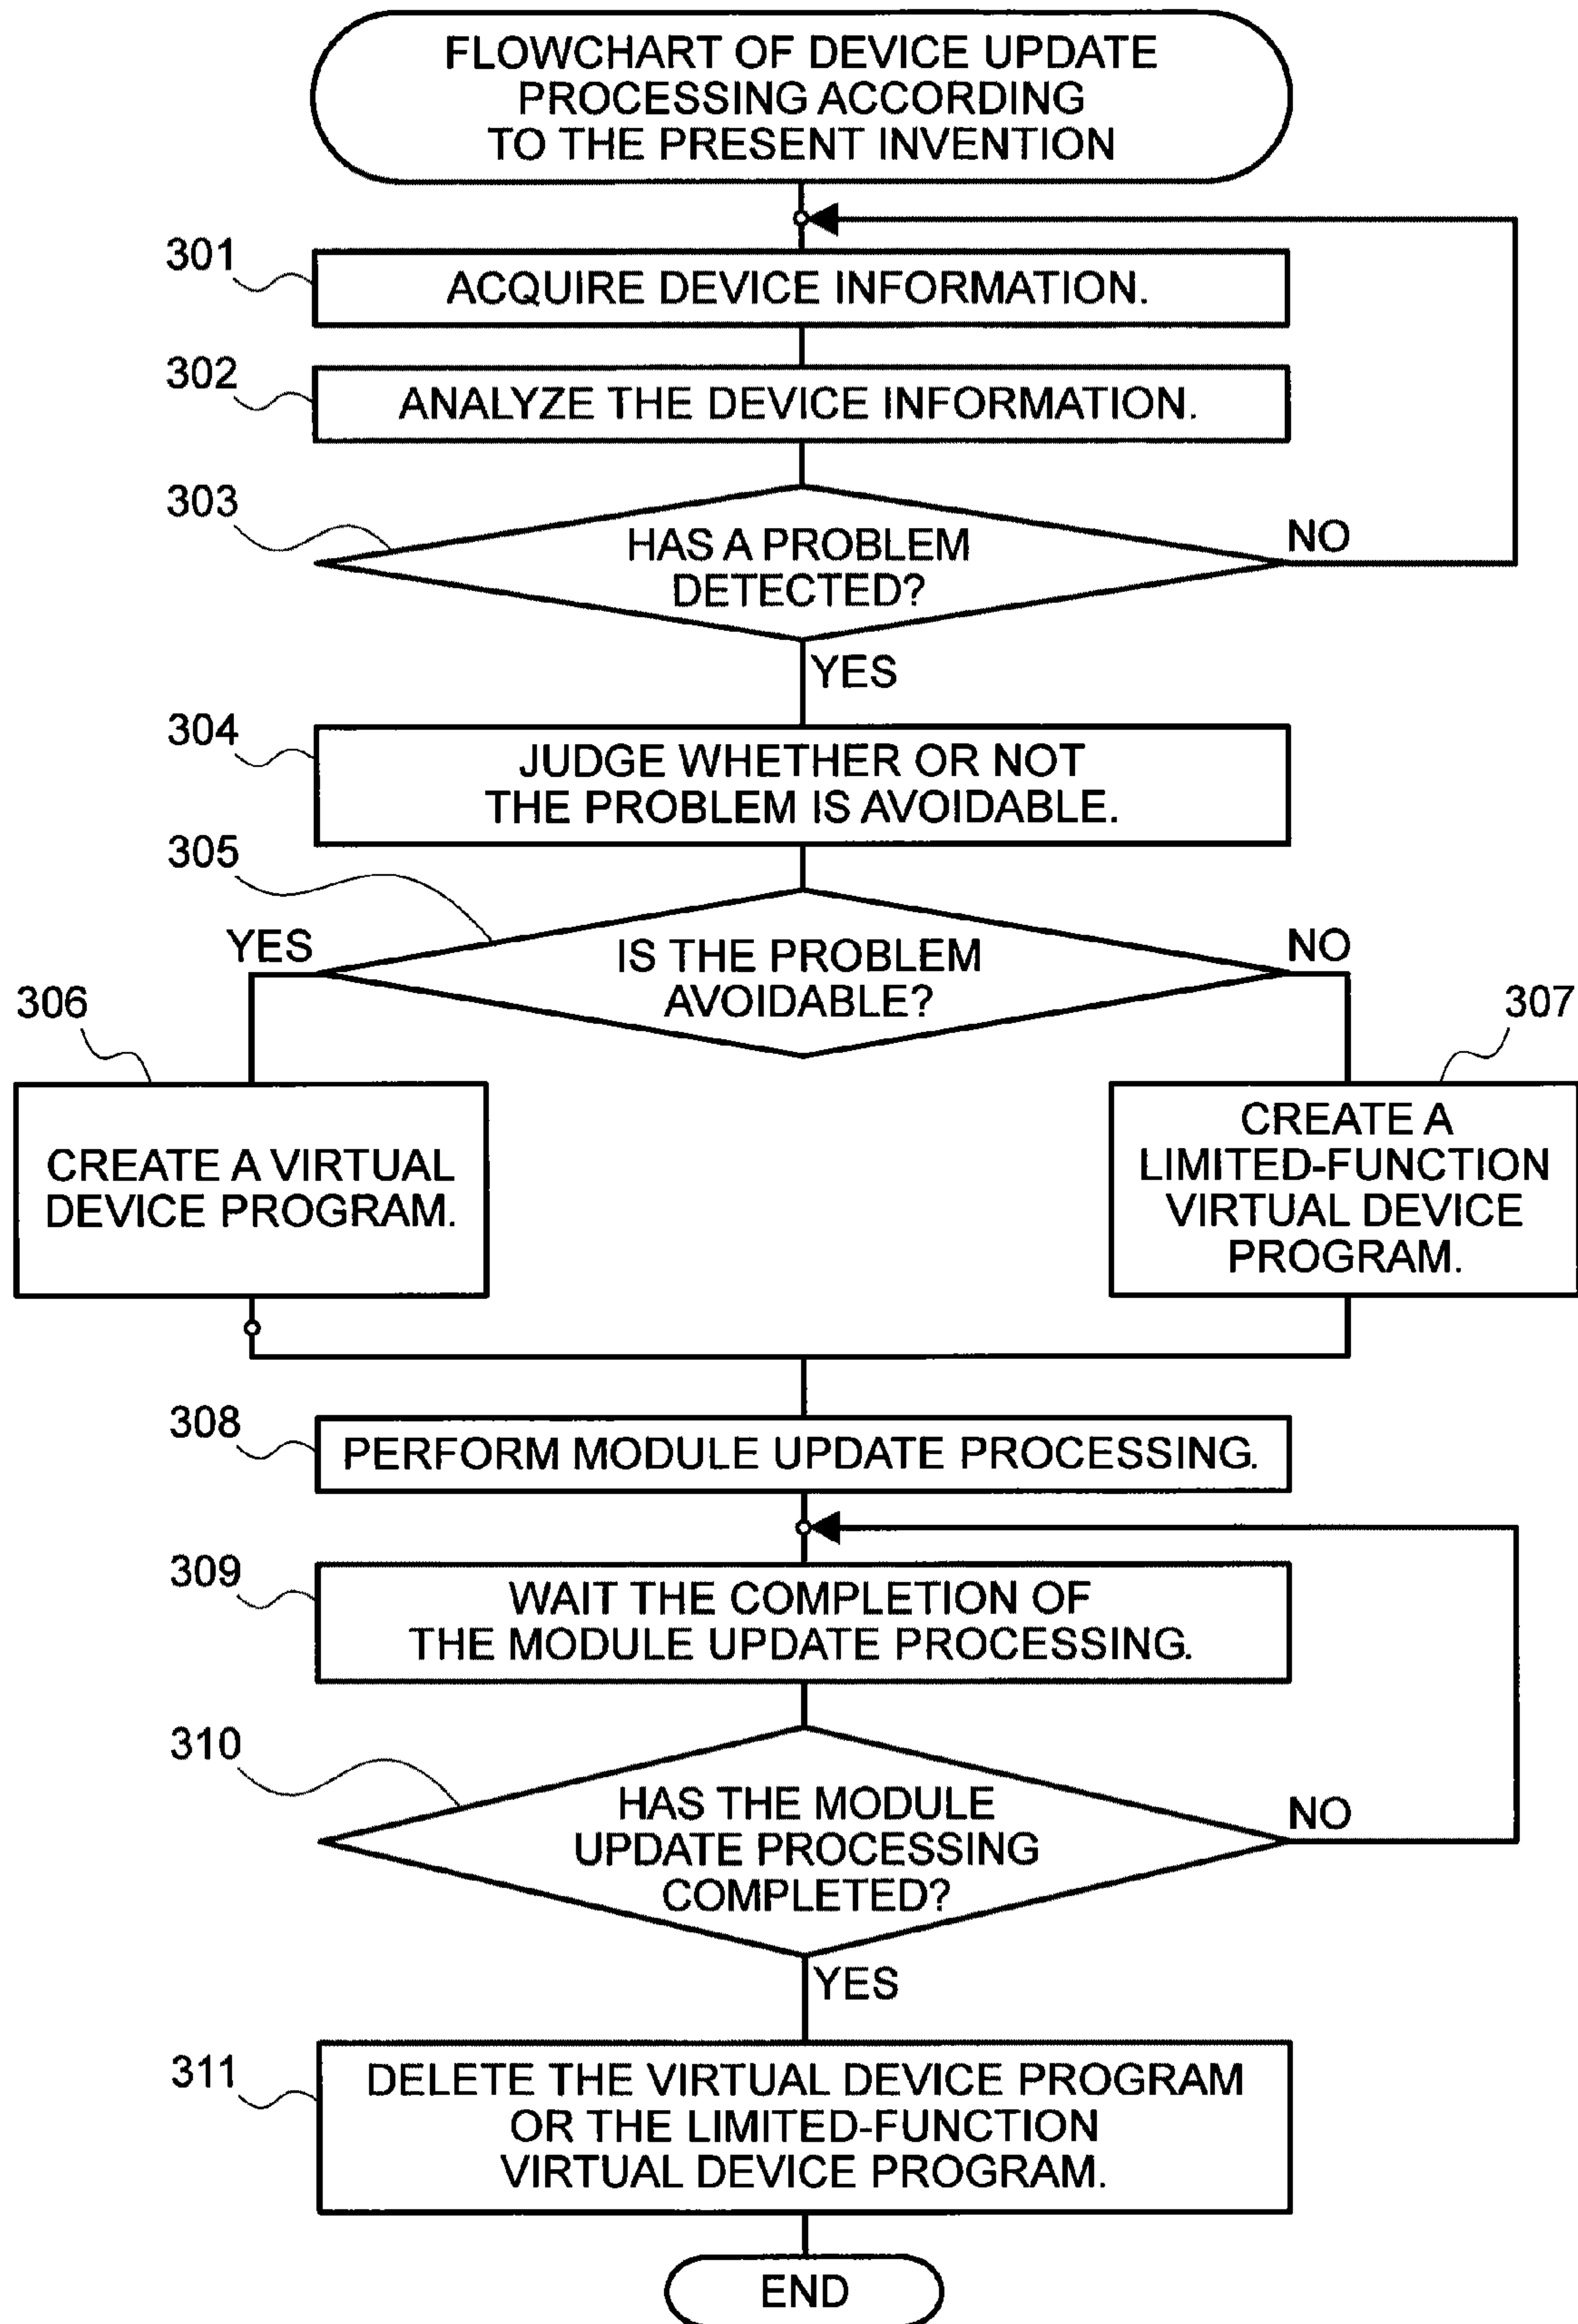 FLOWCHART OF DEVICE UPDATE
PROCESSING ACCORDING
TO THE PRESENT INVENTION
301
ACQUIRE DEVICE INFORMATION.
302
ANALYZE THE DEVICE INFORMATION.
303
HAS A PROBLEM
DETECTED?
NO
YES
304
JUDGE WHETHER OR NOT
THE PROBLEM IS AVOIDABLE.
305
YES
IS THE PROBLEM
AVOIDABLE?
NO
306
307
CREATE A VIRTUAL
DEVICE PROGRAM.
CREATE A
LIMITED-FUNCTION
VIRTUAL DEVICE
PROGRAM.
308
PERFORM MODULE UPDATE PROCESSING.
309
WAIT THE COMPLETION OF
THE MODULE UPDATE PROCESSING.
310
HAS THE MODULE
UPDATE PROCESSING
COMPLETED?
NO
YES
311
DELETE THE VIRTUAL DEVICE PROGRAM
OR THE LIMITED-FUNCTION
VIRTUAL DEVICE PROGRAM.
END